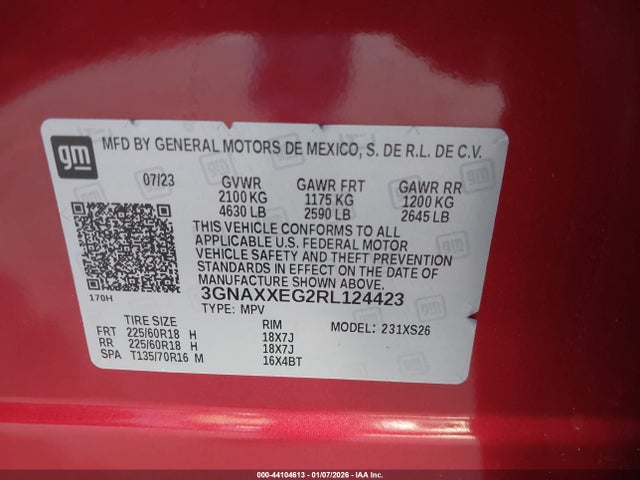 gm
MFD BY GENERAL MOTORS DE MEXICO, S. DE R.L. DE C.V.
07/23 GVWR GAWR FRT GAWR RR
2100 KG 1175 KG 1200 KG
4630 LB 2590 LB 2645 LB
THIS VEHICLE CONFORMS TO ALL
APPLICABLE U.S. FEDERAL MOTOR
VEHICLE SAFETY AND THEFT PREVENTION
STANDARDS IN EFFECT ON THE DATE OF
MANUFACTURE SHOWN ABOVE.
170H 3GNAXXEG2RL124423
TYPE: MPV
TIRE SIZE RIM MODEL: 231XS26
FRT 225/60R18 H 18X7J
RR 225/60R18 H 18X7J
SPA T135/70R16 M 16X4BT
000-44104613 - 01/07/2026 - IAA Inc.